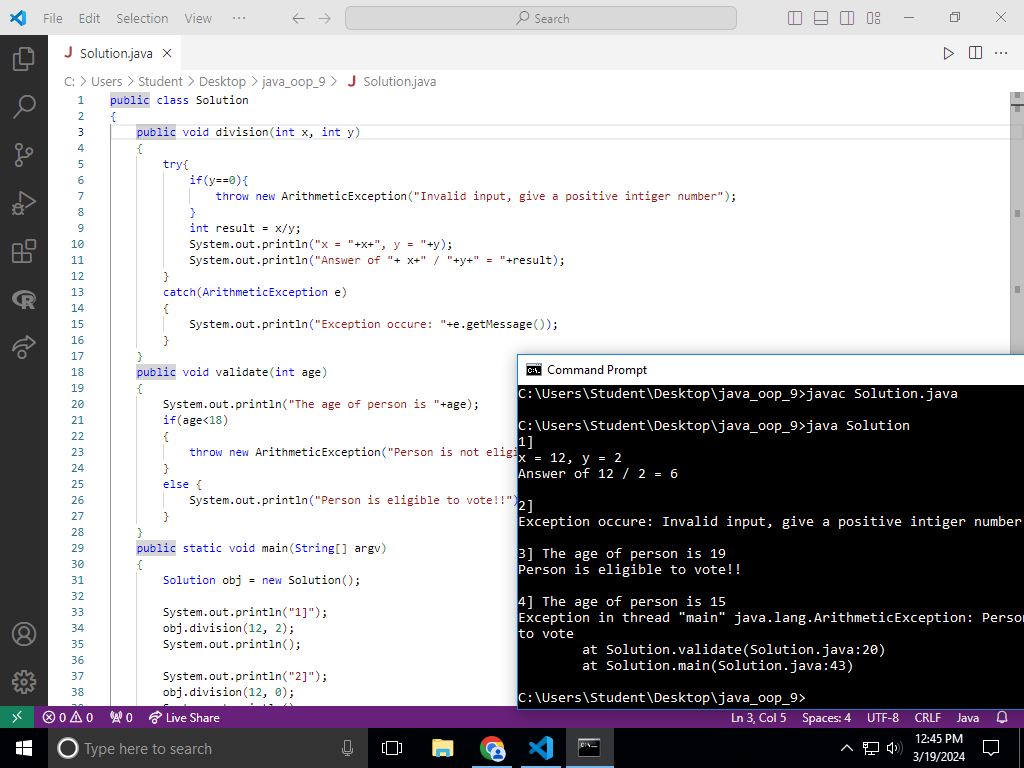 File Edit Selection View ··· Search
J Solution.java ×
C: > Users > Student > Desktop > java_oop_9 > J Solution.java
1 public class Solution
2 {
3 public void division(int x, int y)
4 {
5 try{
6 if(y==0){
7 throw new ArithmeticException("Invalid input, give a positive intiger number");
8 }
9 int result = x/y;
10 System.out.println("x = "+x+", y = "+y);
11 System.out.println("Answer of "+ x+" / "+y+" = "+result);
12 }
13 catch(ArithmeticException e)
14 {
15 System.out.println("Exception occure: "+e.getMessage());
16 }
17 }
18 public void validate(int age)
19 {
20 System.out.println("The age of person is "+age);
21 if(age<18)
22 {
23 throw new ArithmeticException("Person is not eligi
24 }
25 else {
26 System.out.println("Person is eligible to vote!!")
27 }
28 }
29 public static void main(String[] argv)
30 {
31 Solution obj = new Solution();
32
33 System.out.println("1]");
34 obj.division(12, 2);
35 System.out.println();
36
37 System.out.println("2]");
38 obj.division(12, 0);
Command Prompt
C:\Users\Student\Desktop\java_oop_9>javac Solution.java
C:\Users\Student\Desktop\java_oop_9>java Solution
1]
x = 12, y = 2
Answer of 12 / 2 = 6
2]
Exception occure: Invalid input, give a positive intiger number
3] The age of person is 19
Person is eligible to vote!!
4] The age of person is 15
Exception in thread "main" java.lang.ArithmeticException: Person
to vote
at Solution.validate(Solution.java:20)
at Solution.main(Solution.java:43)
C:\Users\Student\Desktop\java_oop_9>
0 0 0 Live Share Ln 3, Col 5 Spaces: 4 UTF-8 CRLF Java
Type here to search
12:45 PM
3/19/2024